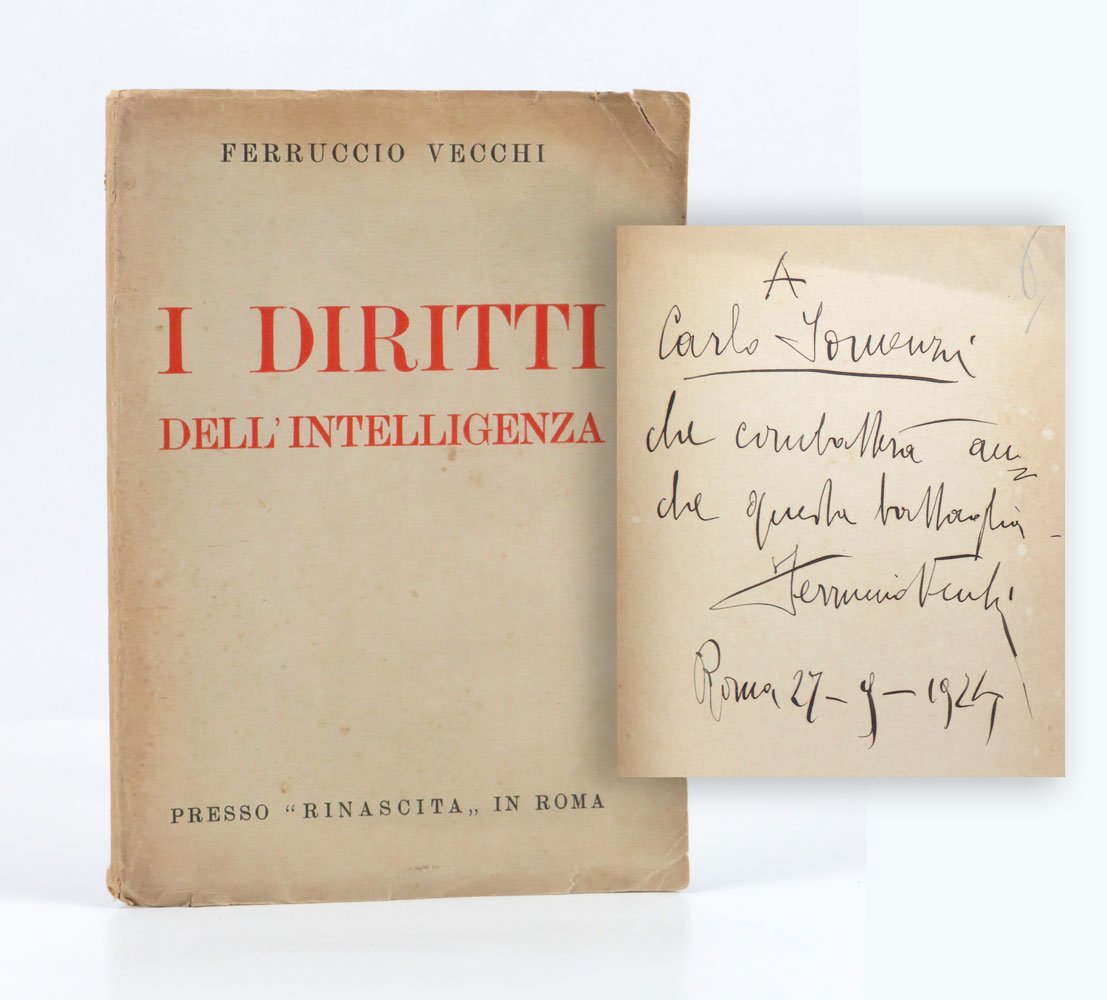 FERRUCCIO VECCHI
I DIRITTI
DELL'INTELLIGENZA
PRESSO “RINASCITA„ IN ROMA
A
Carlo
che combatterà an
che questa battaglia
Ferruccio Vecchi
Roma 27-9-1924